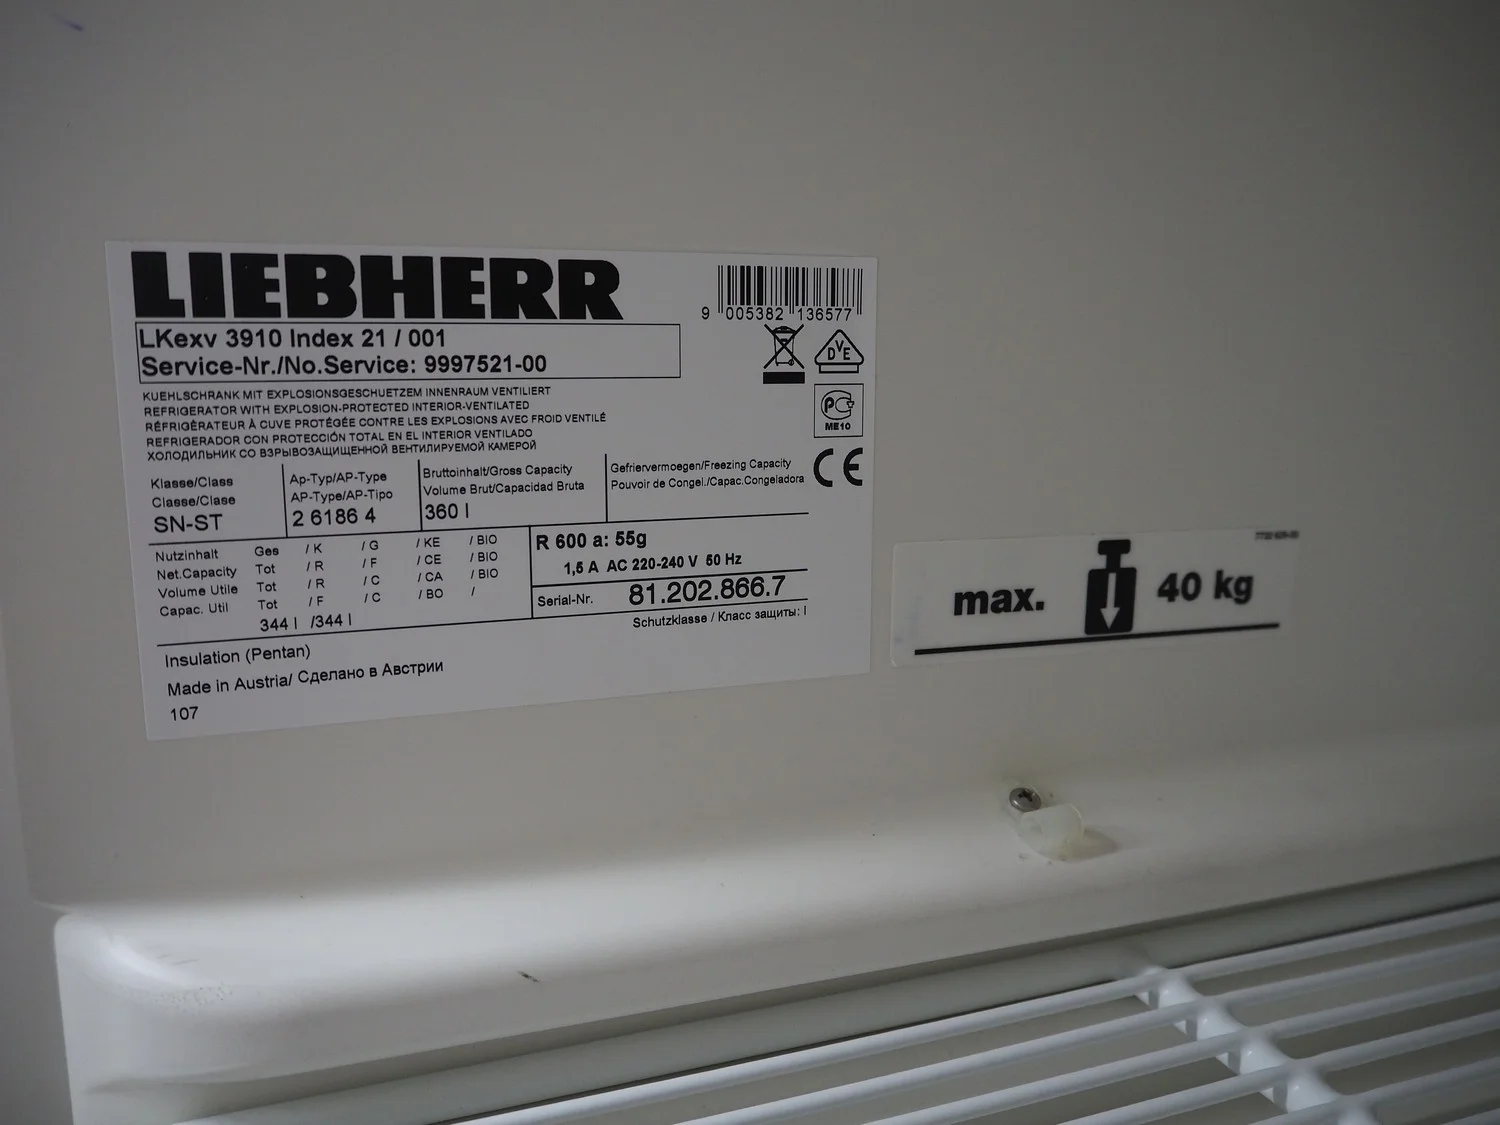 LIEBHERR
9 005382 136577
LKexv 3910 Index 21 / 001
Service-Nr./No.Service: 9997521-00
DVE
KUEHLSCHRANK MIT EXPLOSIONSGESCHUETZEM INNENRAUM VENTILIERT
REFRIGERATOR WITH EXPLOSION-PROTECTED INTERIOR-VENTILATED
RÉFRIGÉRATEUR À CUVE PROTÉGÉE CONTRE LES EXPLOSIONS AVEC FROID VENTILÉ
REFRIGERADOR CON PROTECCIÓN TOTAL EN EL INTERIOR VENTILADO
ХОЛОДИЛЬНИК СО ВЗРЫВОЗАЩИЩЕННОЙ ВЕНТИЛИРУЕМОЙ КАМЕРОЙ
ME10
CE
Klasse/Class
Classe/Clase
SN-ST
Ap-Typ/AP-Type
AP-Type/AP-Tipo
2 6186 4
Bruttoinhalt/Gross Capacity
Volume Brut/Capacidad Bruta
360 l
Gefriervermoegen/Freezing Capacity
Pouvoir de Congel./Capac.Congeladora
Nutzinhalt Ges / K / G / KE / BIO
Net.Capacity Tot / R / F / CE / BIO
Volume Utile Tot / R / C / CA / BIO
Capac. Util Tot / F / C / BO /
344 l /344 l
R 600 a: 55g
1,5 A AC 220-240 V 50 Hz
Serial-Nr. 81.202.866.7
Schutzklasse / Класс защиты: I
Insulation (Pentan)
Made in Austria/ Сделано в Австрии
107
max. 40 kg